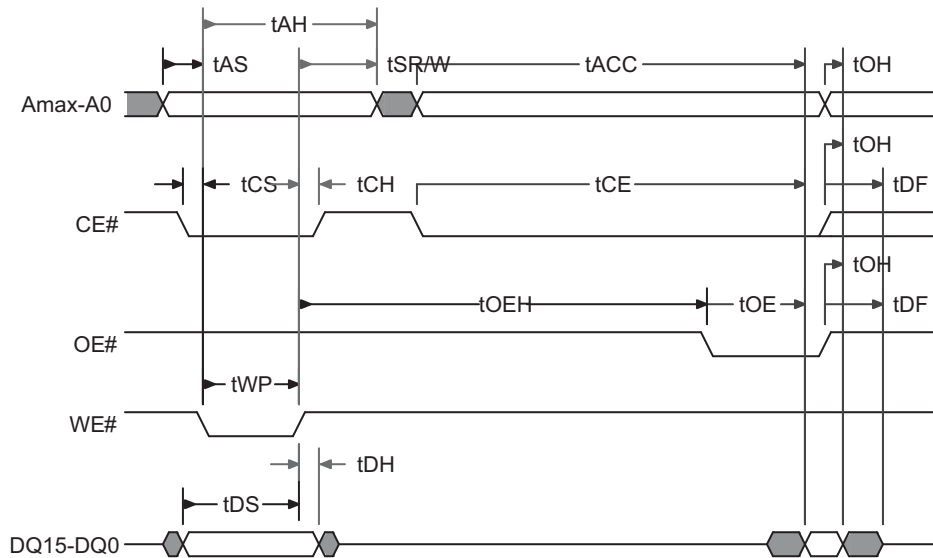 tAH
tAS tSR/W tACC tOH
Amax-A0
tOH
tCS tCH tCE tDF
CE#
tOH
tOEH tOE tDF
OE#
tWP
WE#
tDH
tDS
DQ15-DQ0